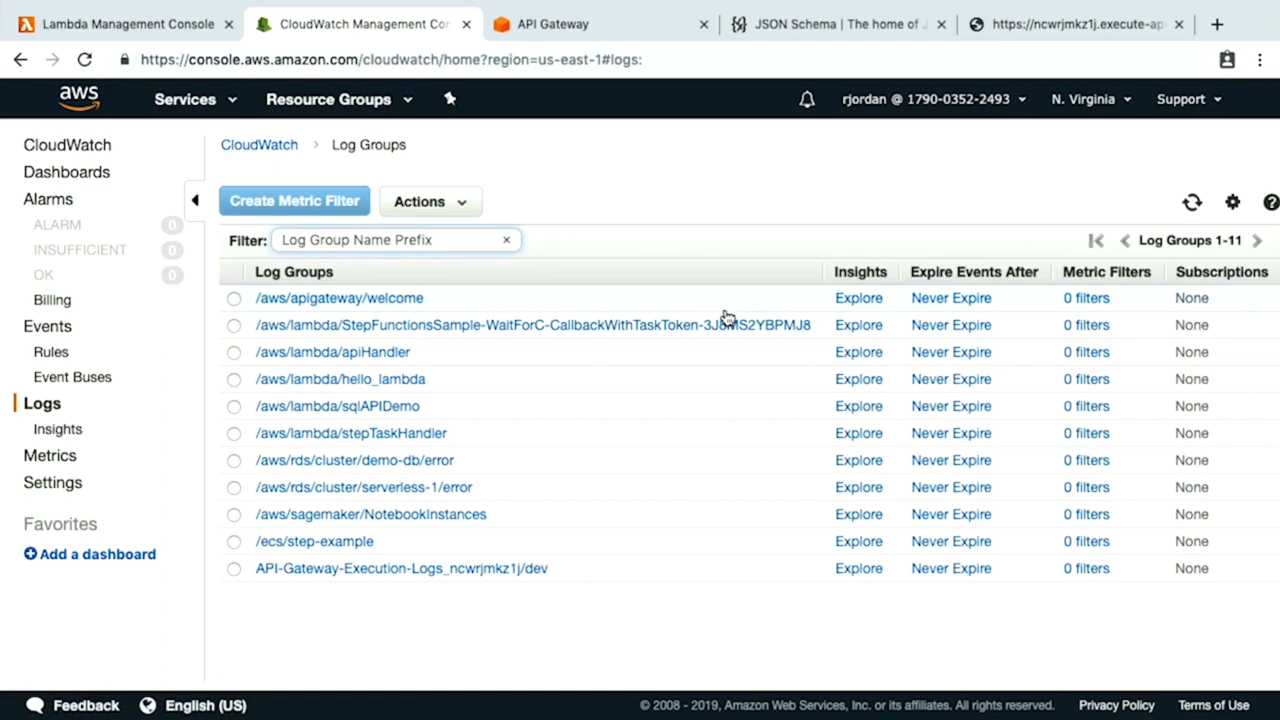 Lambda Management Console
CloudWatch Management Con
API Gateway
JSON Schema | The home of J
https://ncwrjmkz1j.execute-ap
https://console.aws.amazon.com/cloudwatch/home?region=us-east-1#logs:
aws
Services
Resource Groups
rjordan @ 1790-0352-2493
N. Virginia
Support
CloudWatch
Dashboards
Alarms
ALARM 0
INSUFFICIENT 0
OK 0
Billing
Events
Rules
Event Buses
Logs
Insights
Metrics
Settings
Favorites
Add a dashboard
CloudWatch > Log Groups
Create Metric Filter
Actions
Filter: Log Group Name Prefix
Log Groups 1-11
Log Groups Insights Expire Events After Metric Filters Subscriptions
/aws/apigateway/welcome Explore Never Expire 0 filters None
/aws/lambda/StepFunctionsSample-WaitForC-CallbackWithTaskToken- Explore Never Expire 0 filters None
/aws/lambda/apiHandler Explore Never Expire 0 filters None
/aws/lambda/hello_lambda Explore Never Expire 0 filters None
/aws/lambda/sqlAPIDemo Explore Never Expire 0 filters None
/aws/lambda/stepTaskHandler Explore Never Expire 0 filters None
/aws/rds/cluster/demo-db/error Explore Never Expire 0 filters None
/aws/rds/cluster/serverless-1/error Explore Never Expire 0 filters None
/aws/sagemaker/NotebookInstances Explore Never Expire 0 filters None
/ecs/step-example Explore Never Expire 0 filters None
API-Gateway-Execution-Logs_ncwrjmkz1j/dev Explore Never Expire 0 filters None
Feedback
English (US)
© 2008 - 2019, Amazon Web Services, Inc. or its affiliates. All rights reserved.
Privacy Policy
Terms of Use